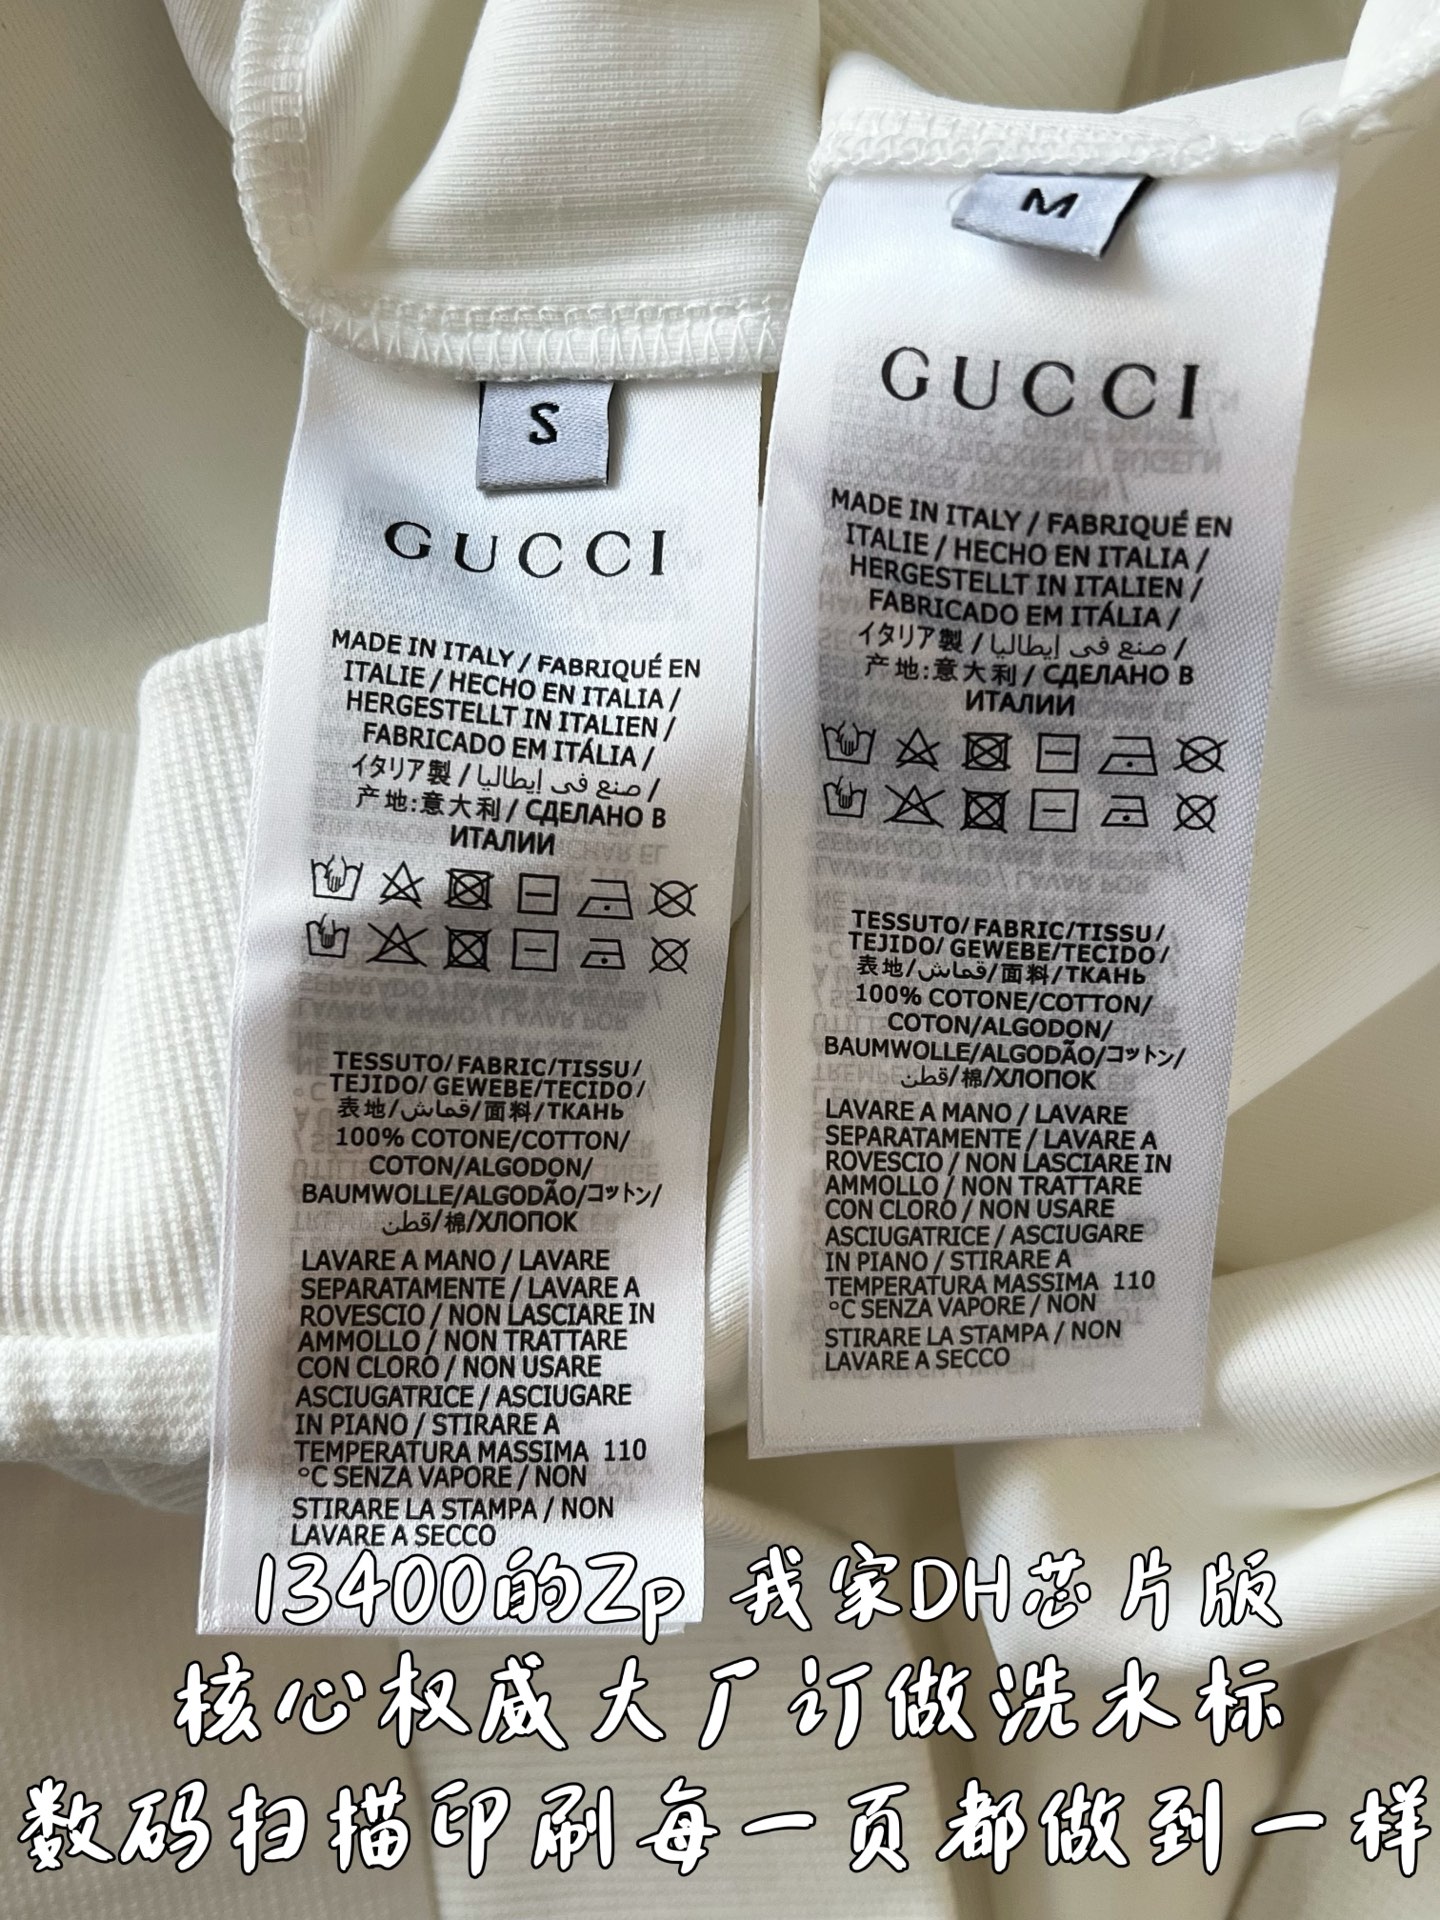 S
GUCCI
MADE IN ITALY / FABRIQUÉ EN
ITALIE / HECHO EN ITALIA /
HERGESTELLT IN ITALIEN /
FABRICADO EM ITÁLIA /
イタリア製 / صنع في إيطاليا /
产地:意大利 / СДЕЛАНО В
ИТАЛИИ
TESSUTO/ FABRIC/TISSU/
TEJIDO/ GEWEBE/TECIDO/
表地/قماش/面料/ТКАНЬ
100% COTONE/COTTON/
COTON/ALGODON/
BAUMWOLLE/ALGODÃO/コットン/
قطن/棉/ХЛОПОК
LAVARE A MANO / LAVARE
SEPARATAMENTE / LAVARE A
ROVESCIO / NON LASCIARE IN
AMMOLLO / NON TRATTARE
CON CLORO / NON USARE
ASCIUGATRICE / ASCIUGARE
IN PIANO / STIRARE A
TEMPERATURA MASSIMA 110
°C SENZA VAPORE / NON
STIRARE LA STAMPA / NON
LAVARE A SECCO
M
GUCCI
MADE IN ITALY / FABRIQUÉ EN
ITALIE / HECHO EN ITALIA /
HERGESTELLT IN ITALIEN /
FABRICADO EM ITÁLIA /
イタリア製 / صنع في إيطاليا /
产地:意大利 / СДЕЛАНО В
ИТАЛИИ
TESSUTO/ FABRIC/TISSU/
TEJIDO/ GEWEBE/TECIDO/
表地/قماش/面料/ТКАНЬ
100% COTONE/COTTON/
COTON/ALGODON/
BAUMWOLLE/ALGODÃO/コットン/
قطن/棉/ХЛОПОК
LAVARE A MANO / LAVARE
SEPARATAMENTE / LAVARE A
ROVESCIO / NON LASCIARE IN
AMMOLLO / NON TRATTARE
CON CLORO / NON USARE
ASCIUGATRICE / ASCIUGARE
IN PIANO / STIRARE A
TEMPERATURA MASSIMA 110
°C SENZA VAPORE / NON
STIRARE LA STAMPA / NON
LAVARE A SECCO
13400的Zp 我家DH芯片版
核心权威大厂订做洗水标
数码扫描印刷每一页都做到一样